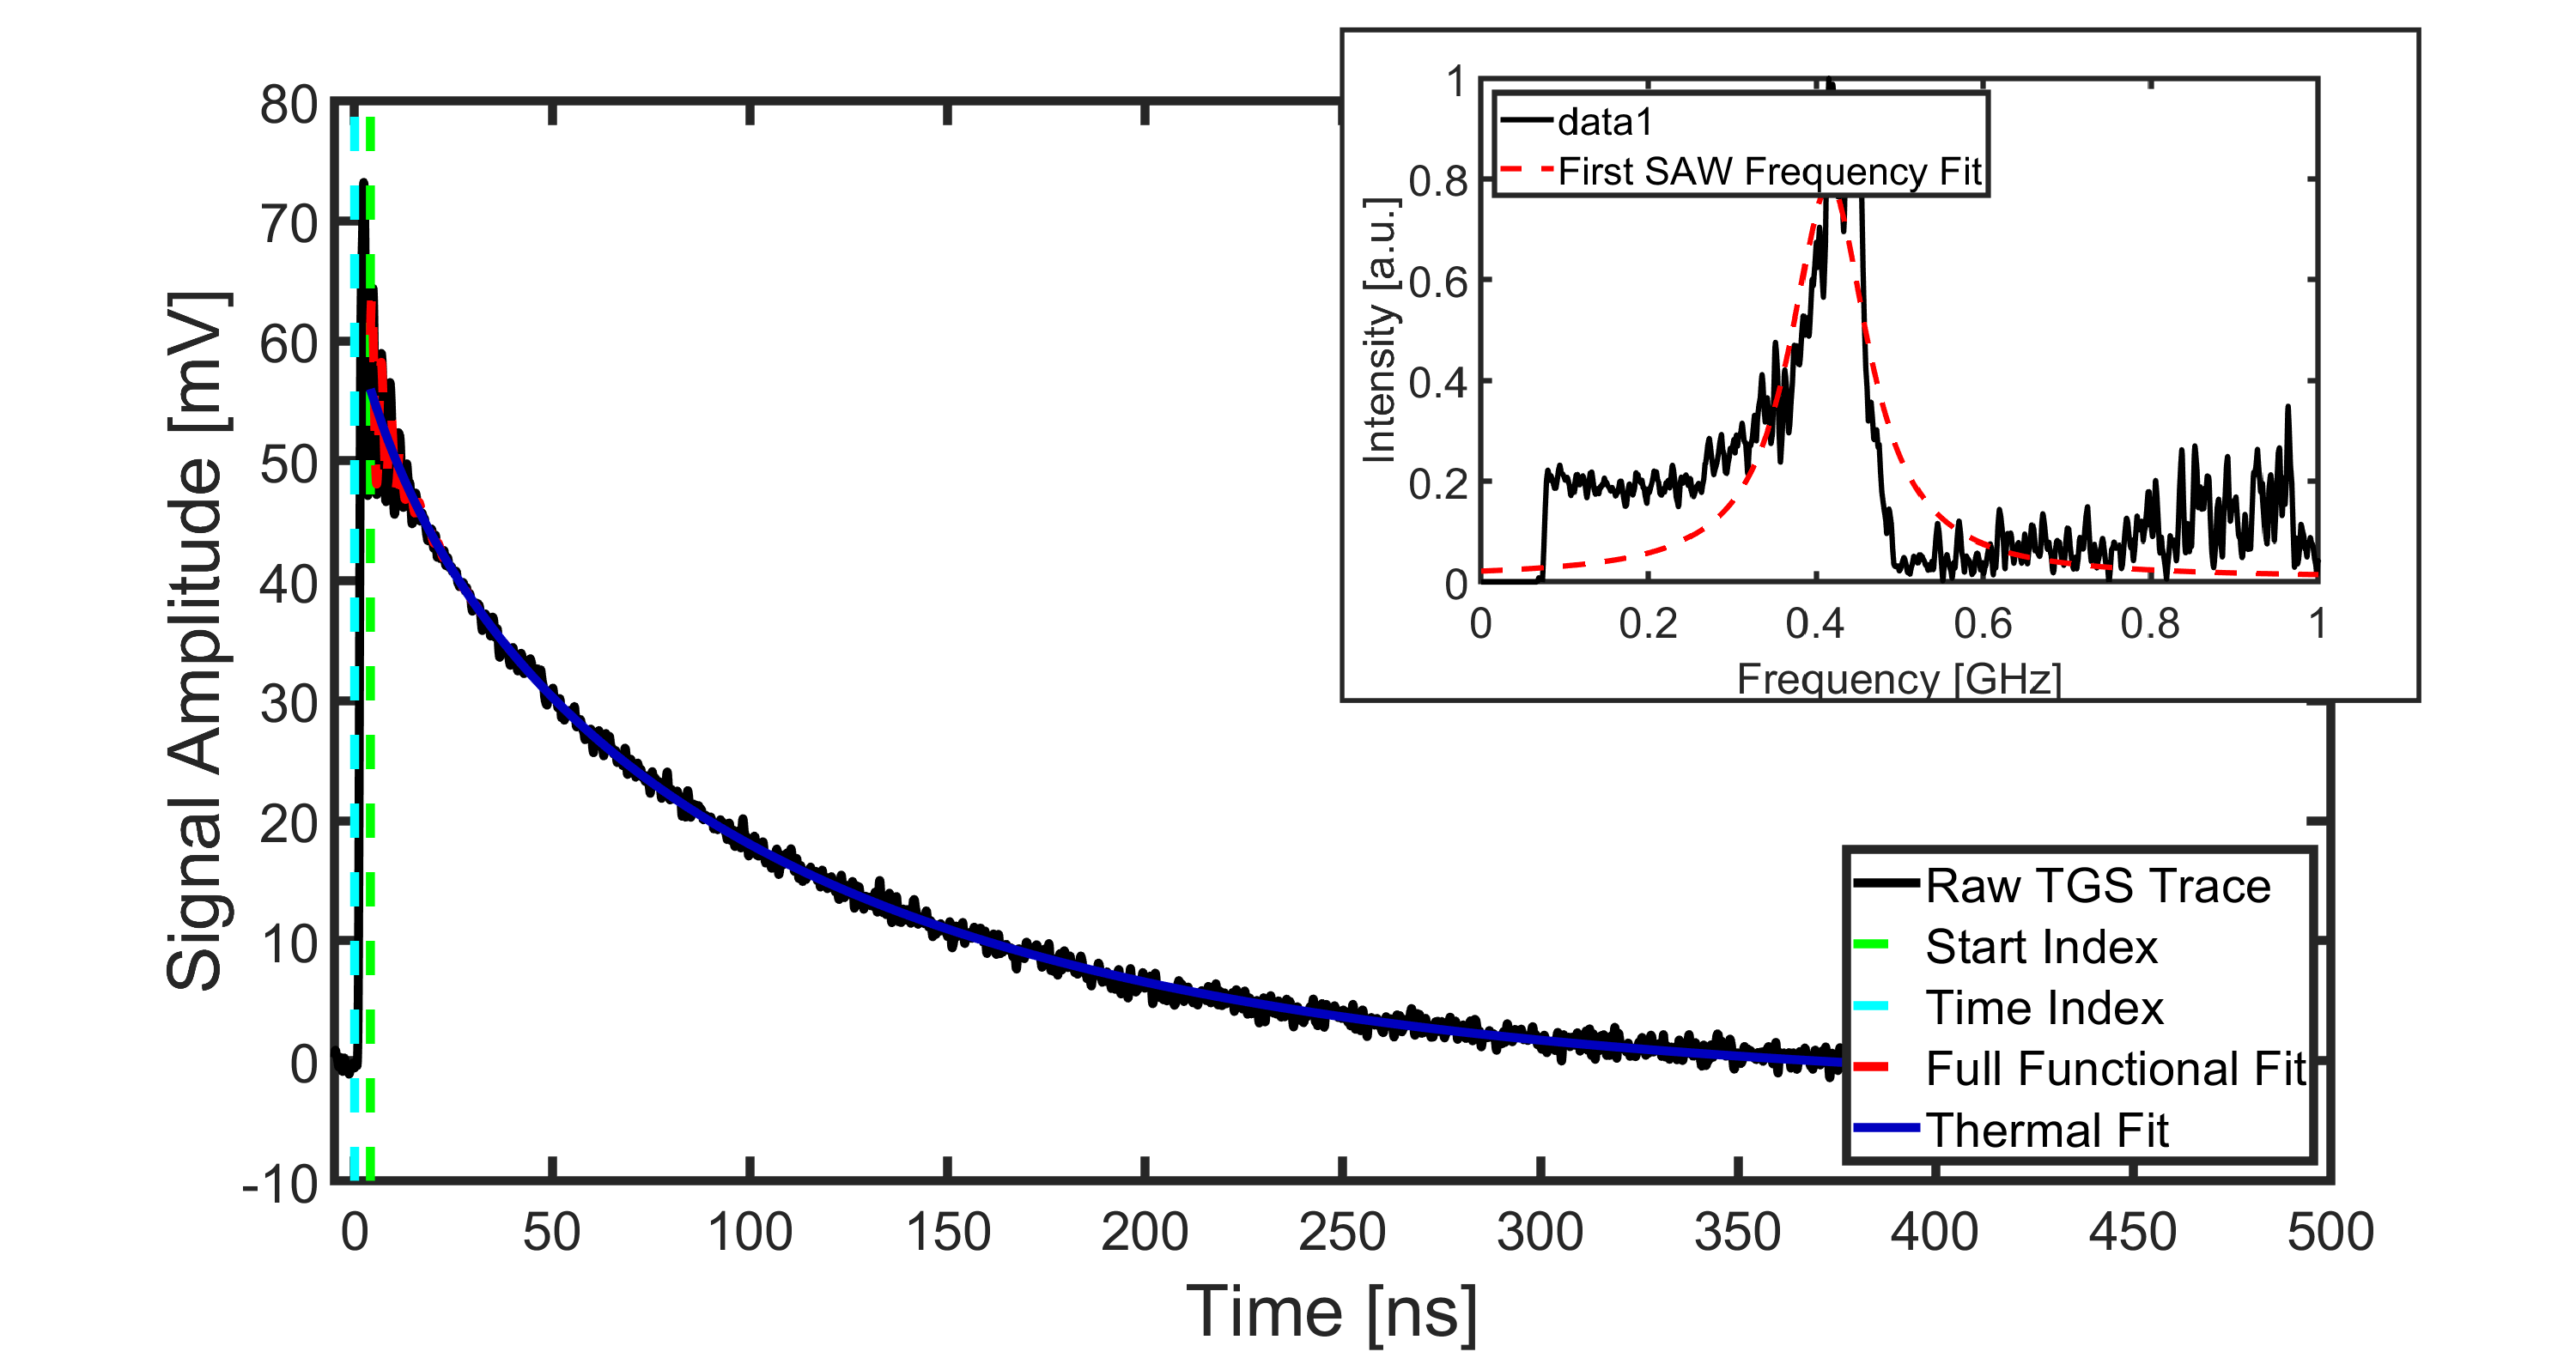 80
70
60
50
40
30
20
10
0
-10
Signal Amplitude [mV]
0 50 100 150 200 250 300 350 400 450 500
Time [ns]
1
0.8
0.6
0.4
0.2
0
Intensity [a.u.]
data1
First SAW Frequency Fit
0 0.2 0.4 0.6 0.8 1
Frequency [GHz]
Raw TGS Trace
Start Index
Time Index
Full Functional Fit
Thermal Fit